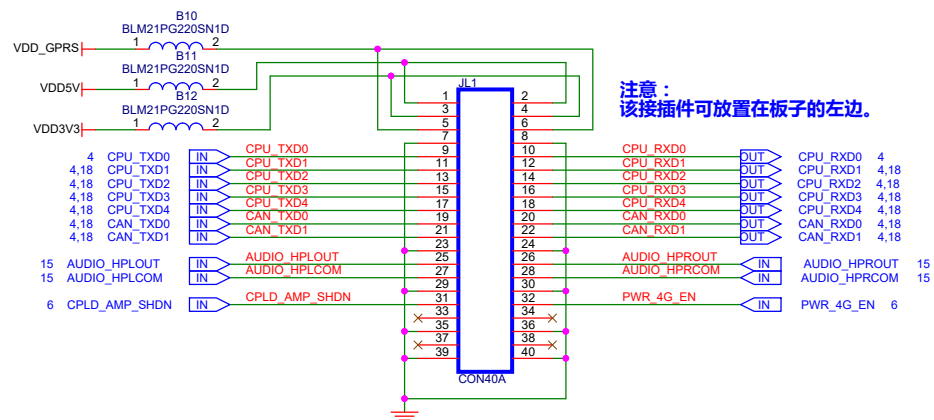 B10
BLM21PG220SN1D
VDD_GPRS 1 2
B11
BLM21PG220SN1D
VDD5V 1 2
B12
BLM21PG220SN1D
VDD3V3 1 2
JL1
注意：
该接插件可放置在板子的左边。
1 2
3 4
5 6
7 8
4 CPU_TXD0 IN CPU_TXD0 9 10 CPU_RXD0 OUT CPU_RXD0 4
4,18 CPU_TXD1 IN CPU_TXD1 11 12 CPU_RXD1 OUT CPU_RXD1 4,18
4,18 CPU_TXD2 IN CPU_TXD2 13 14 CPU_RXD2 OUT CPU_RXD2 4,18
4,18 CPU_TXD3 IN CPU_TXD3 15 16 CPU_RXD3 OUT CPU_RXD3 4,18
4,18 CPU_TXD4 IN CPU_TXD4 17 18 CPU_RXD4 OUT CPU_RXD4 4,18
4,18 CAN_TXD0 IN CAN_TXD0 19 20 CAN_RXD0 OUT CAN_RXD0 4,18
4,18 CAN_TXD1 IN CAN_TXD1 21 22 CAN_RXD1 OUT CAN_RXD1 4,18
23 24
15 AUDIO_HPLOUT IN AUDIO_HPLOUT 25 26 AUDIO_HPROUT IN AUDIO_HPROUT 15
15 AUDIO_HPLCOM IN AUDIO_HPLCOM 27 28 AUDIO_HPRCOM IN AUDIO_HPRCOM 15
29 30
6 CPLD_AMP_SHDN IN CPLD_AMP_SHDN 31 32 PWR_4G_EN IN PWR_4G_EN 6
33 34
35 36
37 38
39 40
CON40A